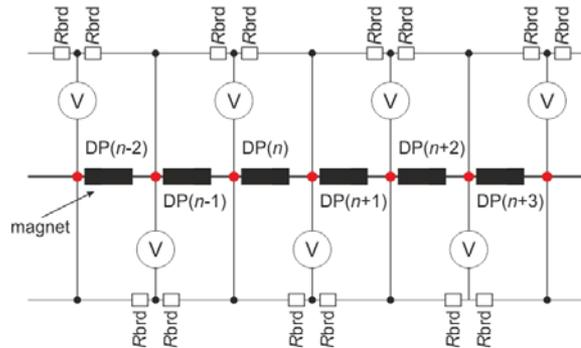 Rbrd Rbrd Rbrd Rbrd Rbrd Rbrd Rbrd Rbrd
V V
DP(n-2) DP(n) DP(n+2)
DP(n-1) DP(n+1) DP(n+3)
magnet
V V V
Rbrd Rbrd Rbrd Rbrd Rbrd Rbrd